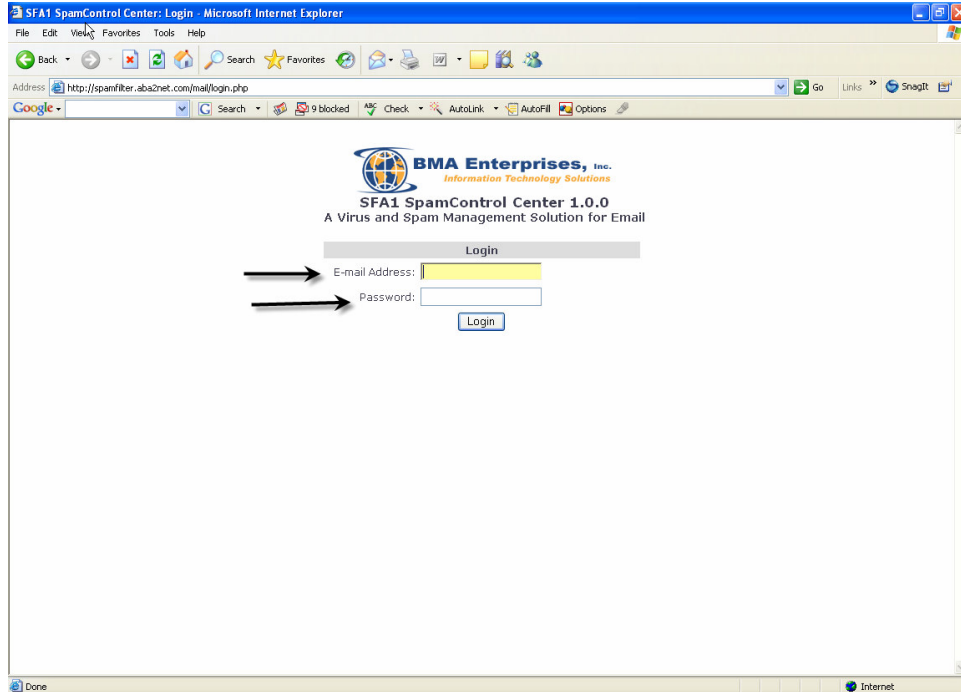 SFA1 SpamControl Center: Login - Microsoft Internet Explorer
File Edit View Favorites Tools Help
Back Search Favorites
Address http://spamfilter.aba2net.com/mail/login.php Go Links » SnagIt
Google Search 9 blocked ABC Check AutoLink AutoFill Options
BMA Enterprises, Inc.
Information Technology Solutions
SFA1 SpamControl Center 1.0.0
A Virus and Spam Management Solution for Email
Login
E-mail Address:
Password:
Login
Done Internet